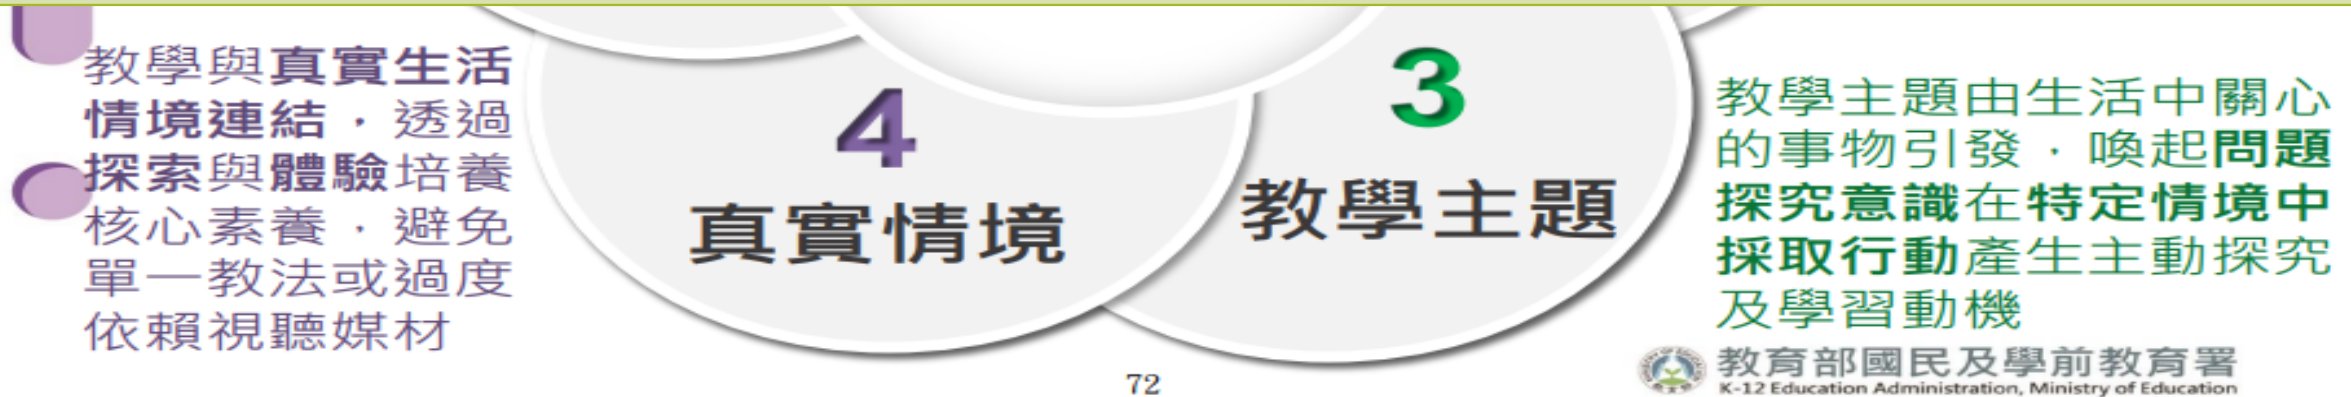 教學與真實生活
情境連結，透過
探索與體驗培養
核心素養，避免
單一教法或過度
依賴視聽媒材
4
真實情境
3
教學主題
教學主題由生活中關心
的事物引發，喚起問題
探究意識在特定情境中
採取行動產生主動探究
及學習動機
72
教育部國民及學前教育署
K-12 Education Administration, Ministry of Education